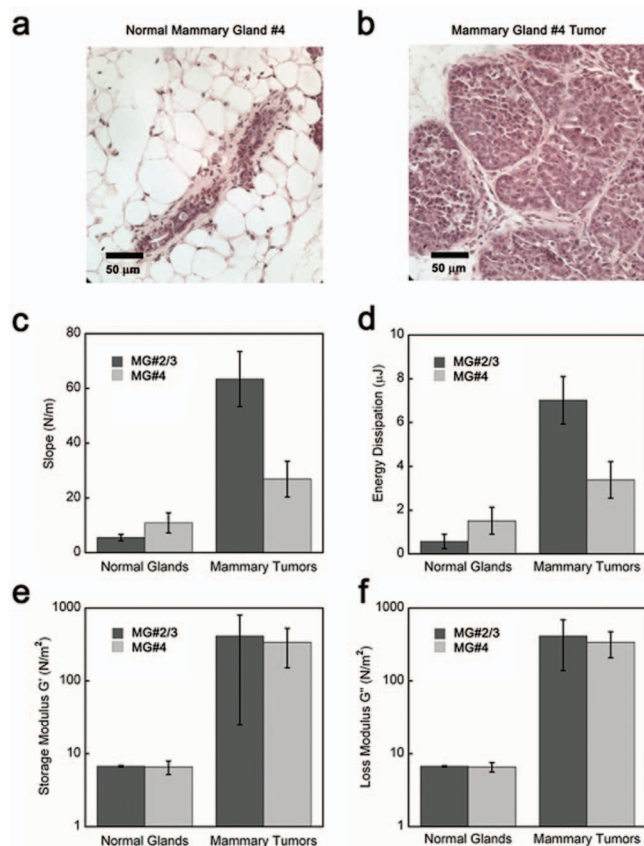 a
Normal Mammary Gland #4
50 μm
b
Mammary Gland #4 Tumor
50 μm
c
80
60
40
20
0
Slope (N/m)
MG#2/3
MG#4
Normal Glands Mammary Tumors
d
10
8
6
4
2
0
Energy Dissipation (μJ)
MG#2/3
MG#4
Normal Glands Mammary Tumors
e
1000
100
10
1
Storage Modulus G' (N/m²)
MG#2/3
MG#4
Normal Glands Mammary Tumors
f
1000
100
10
1
Loss Modulus G" (N/m²)
MG#2/3
MG#4
Normal Glands Mammary Tumors